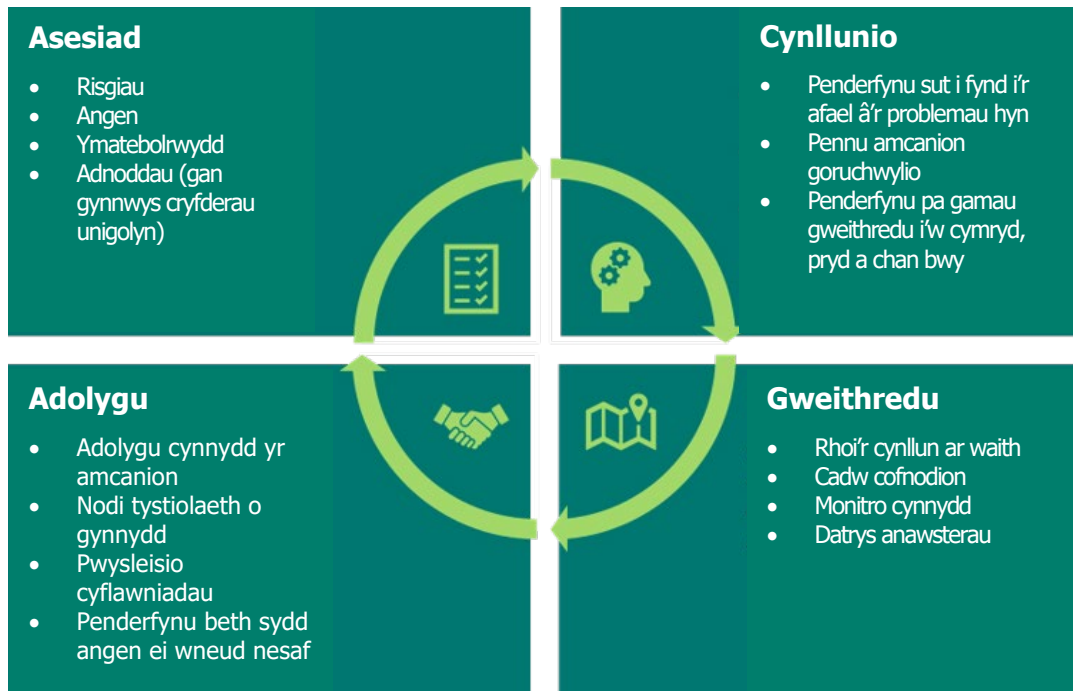 Asesiad
• Risgiau
• Angen
• Ymatebolrwydd
• Adnoddau (gan
gynnwys cryfderau
unigolyn)
Cynllunio
• Penderfynu sut i fynd i'r
afael â'r problemau hyn
• Pennu amcanion
goruchwylio
• Penderfynu pa gamau
gweithredu i'w cymryd,
pryd a chan bwy
Adolygu
• Adolygu cynnydd yr
amcanion
• Nodi tystiolaeth o
gynnydd
• Pwysleisio
cyflawniadau
• Penderfynu beth sydd
angen ei wneud nesaf
Gweithredu
• Rhoi'r cynllun ar waith
• Cadw cofnodion
• Monitro cynnydd
• Datrys anawsterau